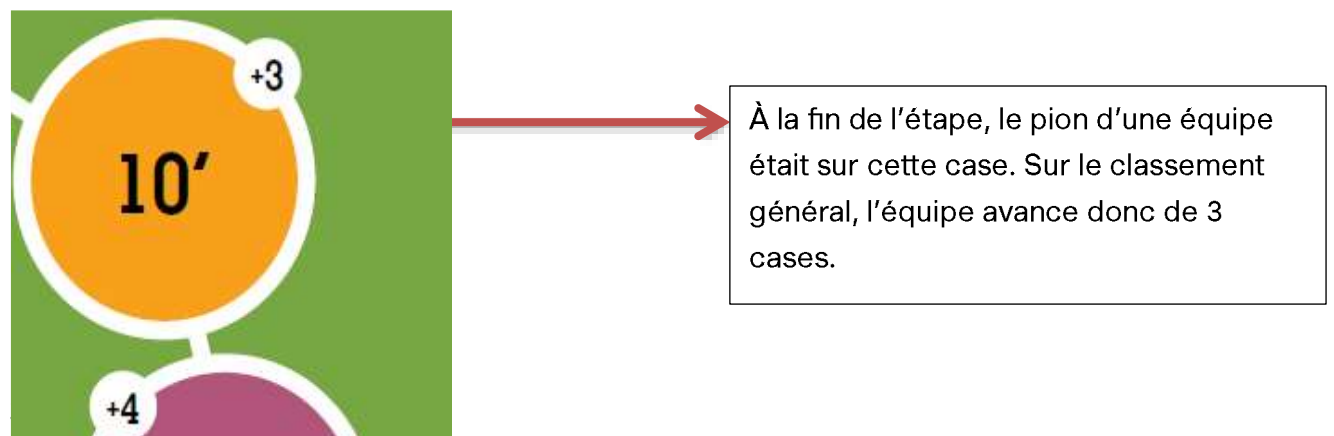 +3
10′
+4
À la fin de l'étape, le pion d'une équipe
était sur cette case. Sur le classement
général, l'équipe avance donc de 3
cases.